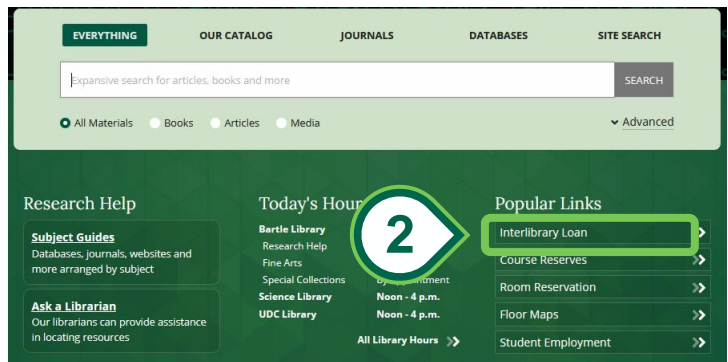 EVERYTHING
OUR CATALOG
JOURNALS
DATABASES
SITE SEARCH
Expansive search for articles, books and more
SEARCH
All Materials
Books
Articles
Media
Advanced
Research Help
Subject Guides
Databases, journals, websites and
more arranged by subject
Ask a Librarian
Our librarians can provide assistance
in locating resources
Today's Hou
Bartle Library
Research Help
Fine Arts
Special Collections
Science Library Noon - 4 p.m.
UDC Library Noon - 4 p.m.
All Library Hours
2
Popular Links
Interlibrary Loan
Course Reserves
Room Reservation
Floor Maps
Student Employment